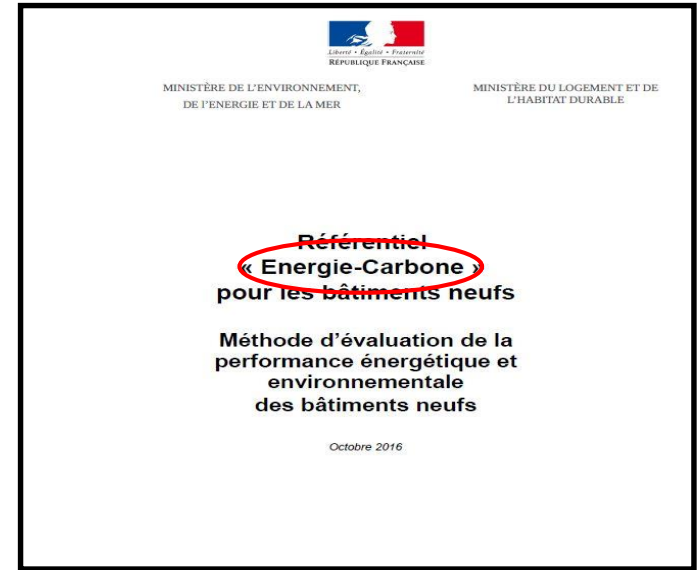 Liberté • Égalité • Fraternité
RÉPUBLIQUE FRANÇAISE
MINISTÈRE DE L'ENVIRONNEMENT,
DE l'ENERGIE ET DE LA MER
MINISTÈRE DU LOGEMENT ET DE
L'HABITAT DURABLE
Référentiel
« Energie-Carbone »
pour les bâtiments neufs
Méthode d'évaluation de la
performance énergétique et
environnementale
des bâtiments neufs
Octobre 2016